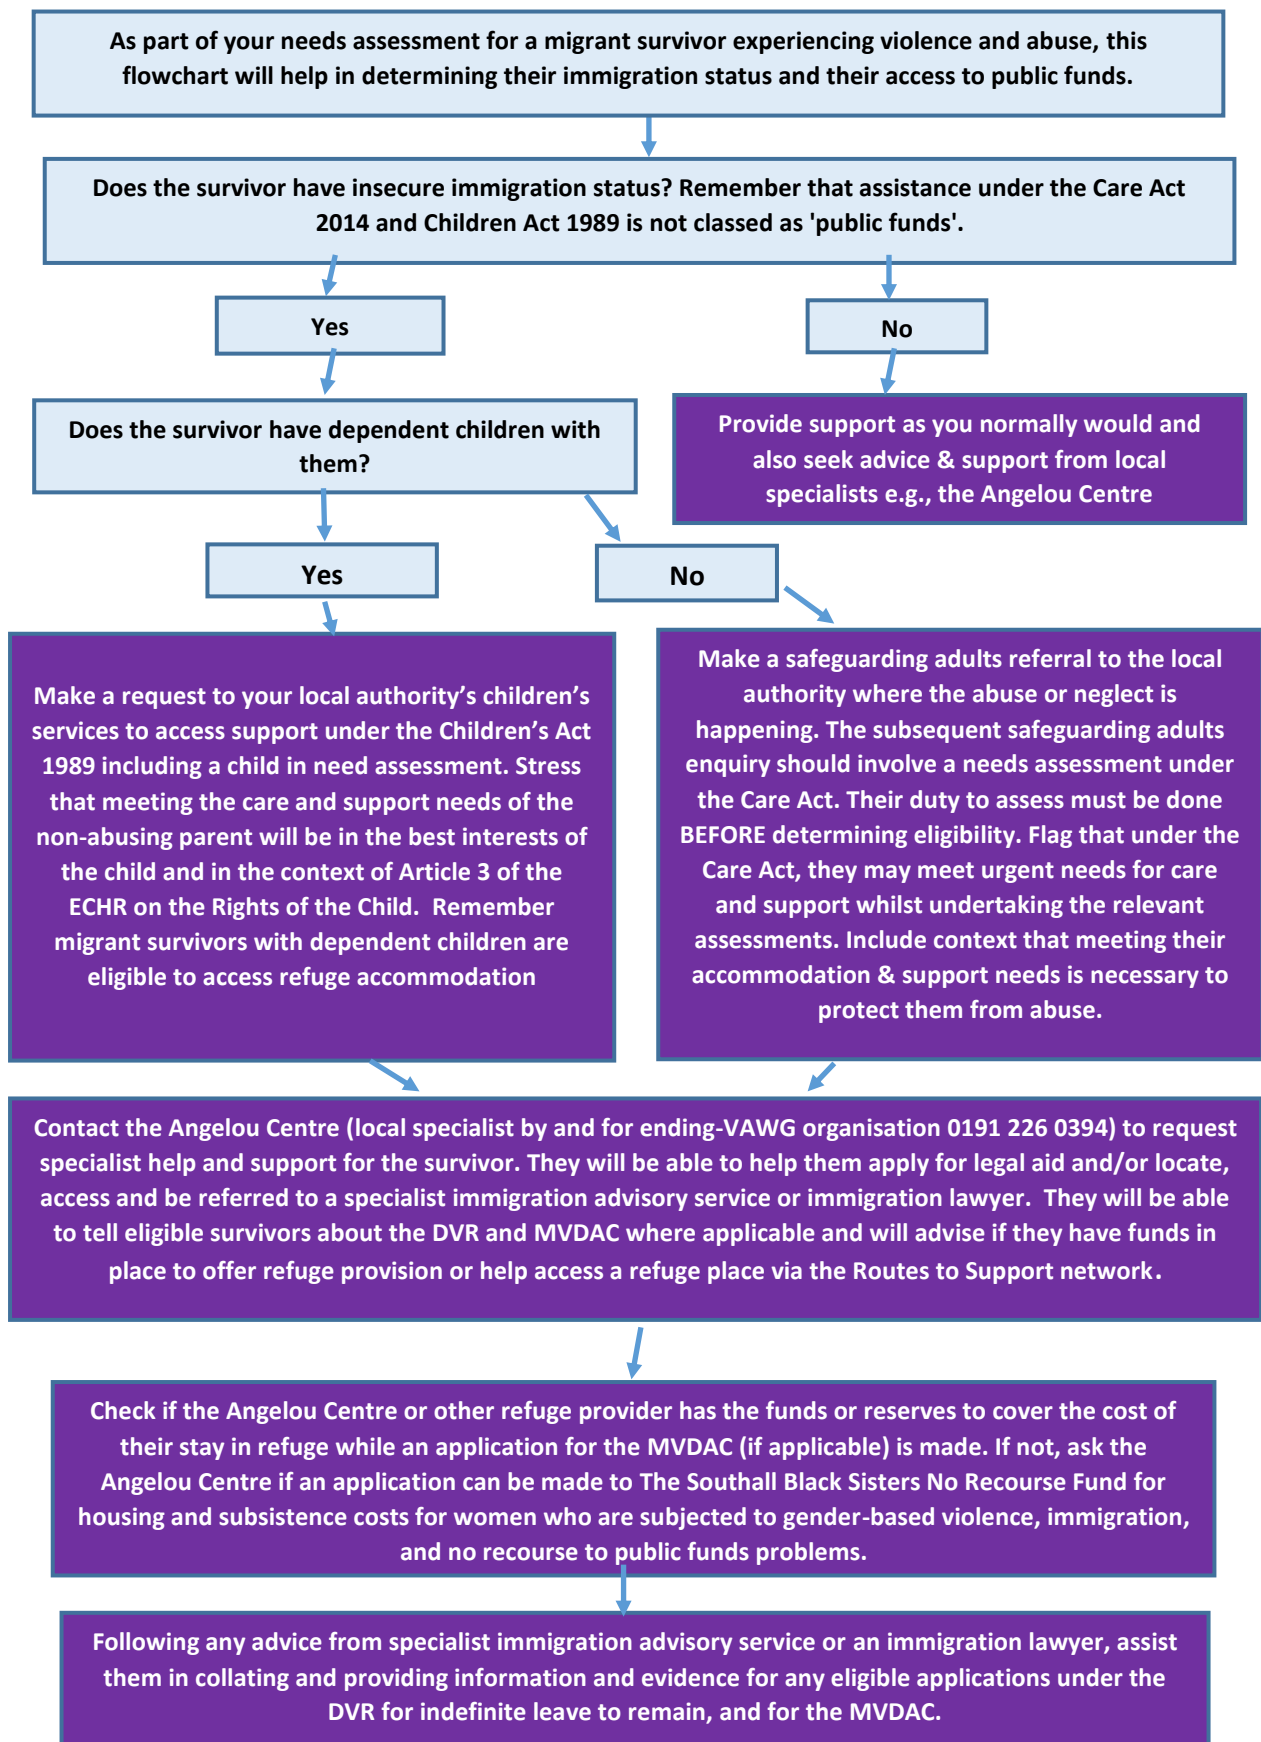 As part of your needs assessment for a migrant survivor experiencing violence and abuse, this
flowchart will help in determining their immigration status and their access to public funds.
Does the survivor have insecure immigration status? Remember that assistance under the Care Act
2014 and Children Act 1989 is not classed as 'public funds'.
Yes
No
Does the survivor have dependent children with
them?
Provide support as you normally would and
also seek advice & support from local
specialists e.g., the Angelou Centre
Yes
No
Make a request to your local authority’s children’s
services to access support under the Children’s Act
1989 including a child in need assessment. Stress
that meeting the care and support needs of the
non-abusing parent will be in the best interests of
the child and in the context of Article 3 of the
ECHR on the Rights of the Child.  Remember
migrant survivors with dependent children are
eligible to access refuge accommodation
Make a safeguarding adults referral to the local
authority where the abuse or neglect is
happening. The subsequent safeguarding adults
enquiry should involve a needs assessment under
the Care Act. Their duty to assess must be done
BEFORE determining eligibility. Flag that under the
Care Act, they may meet urgent needs for care
and support whilst undertaking the relevant
assessments. Include context that meeting their
accommodation & support needs is necessary to
protect them from abuse.
Contact the Angelou Centre (local specialist by and for ending-VAWG organisation 0191 226 0394) to request
specialist help and support for the survivor. They will be able to help them apply for legal aid and/or locate,
access and be referred to a specialist immigration advisory service or immigration lawyer.  They will be able
to tell eligible survivors about the DVR and MVDAC where applicable and will advise if they have funds in
place to offer refuge provision or help access a refuge place via the Routes to Support network.
Check if the Angelou Centre or other refuge provider has the funds or reserves to cover the cost of
their stay in refuge while an application for the MVDAC (if applicable) is made. If not, ask the
Angelou Centre if an application can be made to The Southall Black Sisters No Recourse Fund for
housing and subsistence costs for women who are subjected to gender-based violence, immigration,
and no recourse to public funds problems.
Following any advice from specialist immigration advisory service or an immigration lawyer, assist
them in collating and providing information and evidence for any eligible applications under the
DVR for indefinite leave to remain, and for the MVDAC.